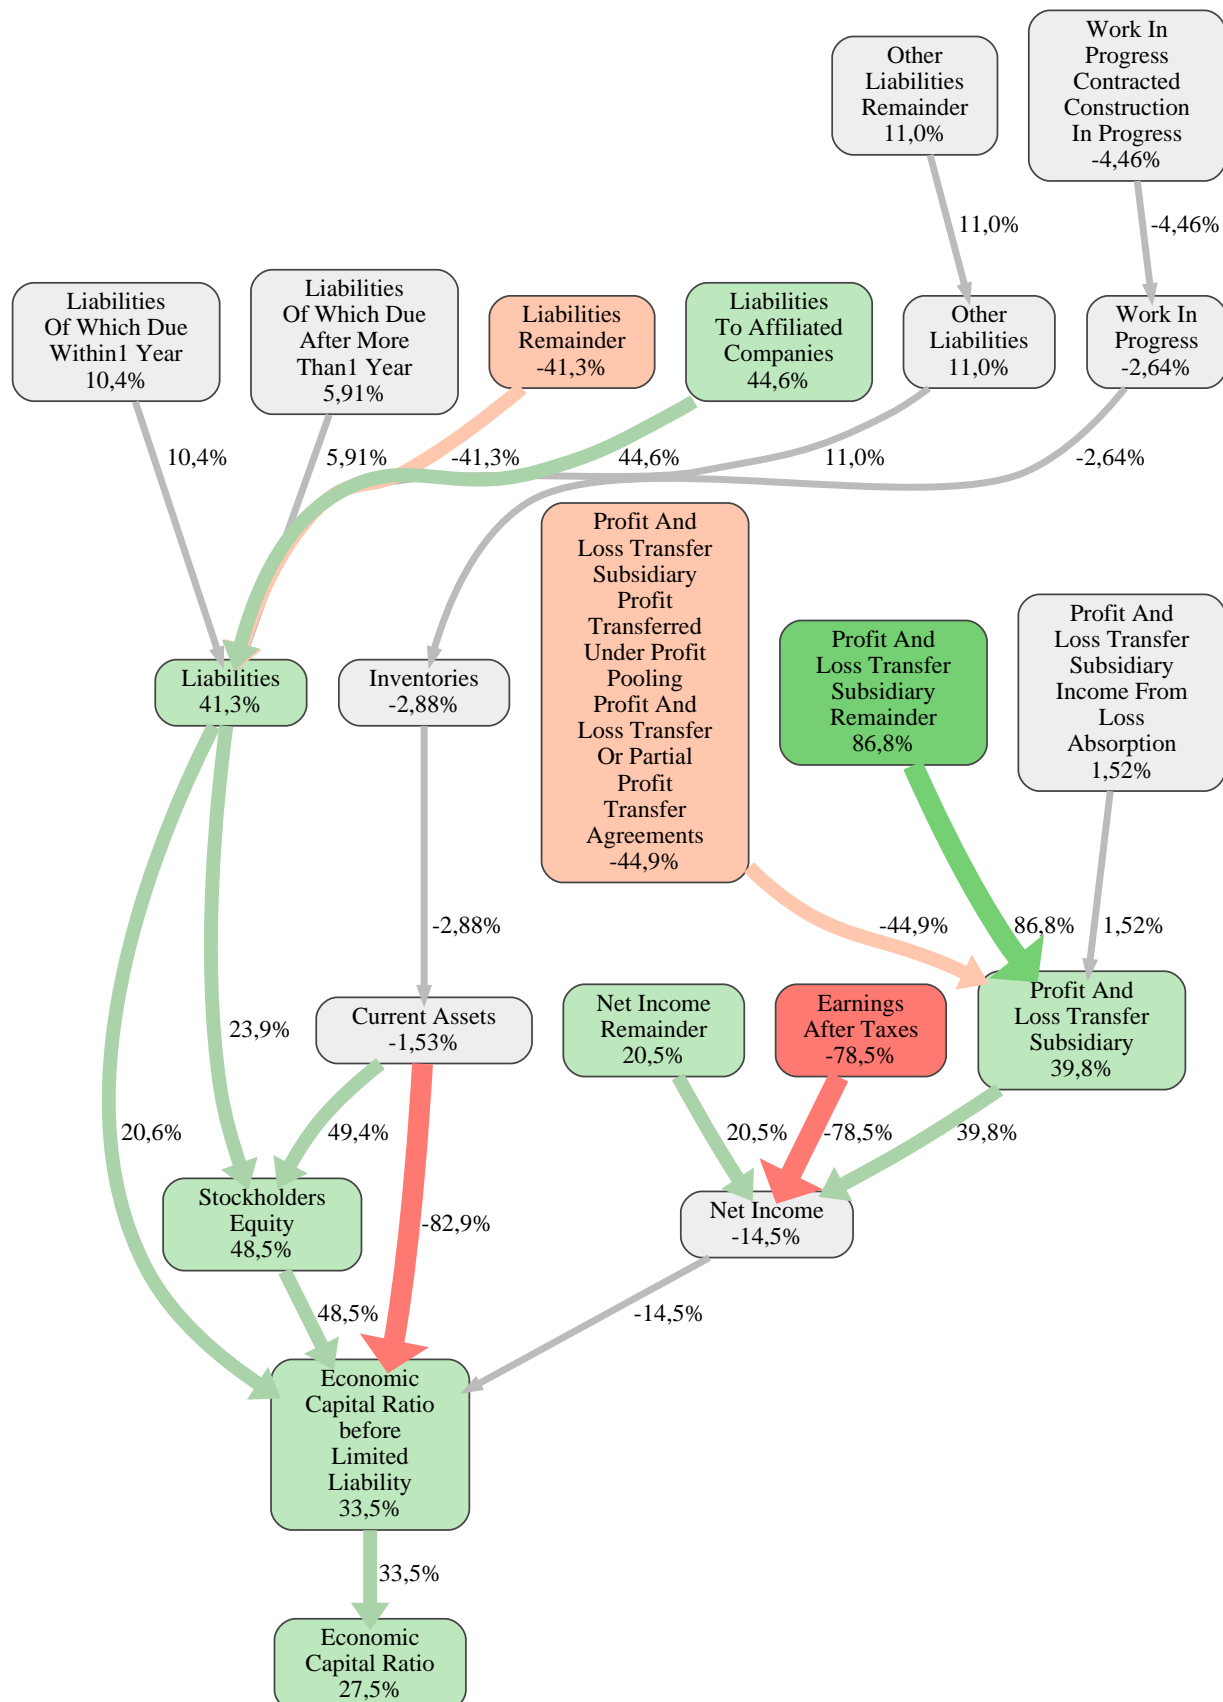 Other
Liabilities
Remainder
11,0%
Work In
Progress
Contracted
Construction
In Progress
-4,46%
11,0%
-4,46%
Liabilities
Of Which Due
Within1 Year
10,4%
Liabilities
Of Which Due
After More
Than1 Year
5,91%
Liabilities
Remainder
-41,3%
Liabilities
To Affiliated
Companies
44,6%
Other
Liabilities
11,0%
Work In
Progress
-2,64%
10,4%
5,91%
-41,3%
44,6%
11,0%
-2,64%
Profit And
Loss Transfer
Subsidiary
Profit
Transferred
Under Profit
Pooling
Profit And
Loss Transfer
Or Partial
Profit
Transfer
Agreements
-44,9%
Profit And
Loss Transfer
Subsidiary
Remainder
86,8%
Profit And
Loss Transfer
Subsidiary
Income From
Loss
Absorption
1,52%
Liabilities
41,3%
Inventories
-2,88%
-2,88%
-44,9%
86,8%
1,52%
23,9%
Current Assets
-1,53%
Net Income
Remainder
20,5%
Earnings
After Taxes
-78,5%
Profit And
Loss Transfer
Subsidiary
39,8%
20,6%
49,4%
20,5%
-78,5%
39,8%
Stockholders
Equity
48,5%
-82,9%
Net Income
-14,5%
48,5%
-14,5%
Economic
Capital Ratio
before
Limited
Liability
33,5%
33,5%
Economic
Capital Ratio
27,5%